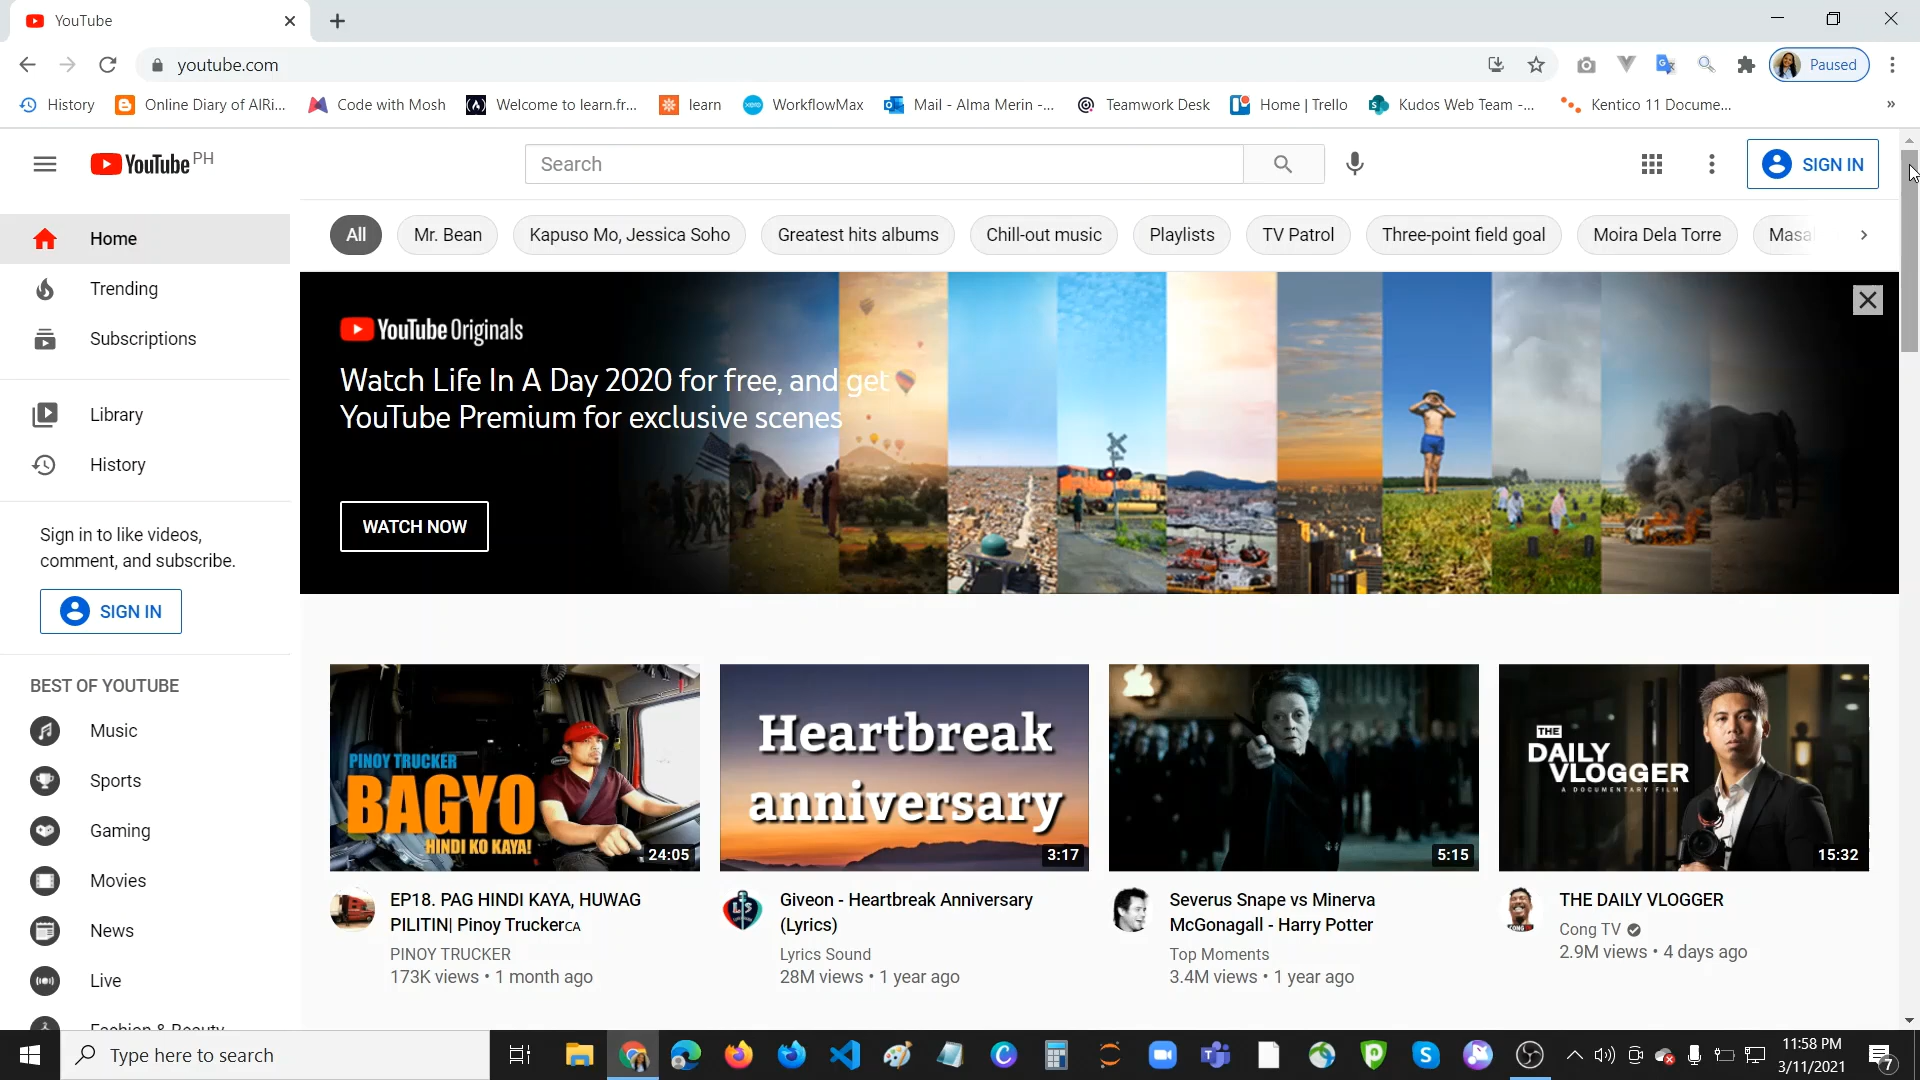 YouTube
youtube.com
Paused
History
Online Diary of AlRi...
Code with Mosh
Welcome to learn.fr...
learn
WorkflowMax
Mail - Alma Merin -...
Teamwork Desk
Home | Trello
Kudos Web Team -...
Kentico 11 Docume...
»
YouTube PH
Search
SIGN IN
Home
Trending
Subscriptions
Library
History
Sign in to like videos,
comment, and subscribe.
SIGN IN
BEST OF YOUTUBE
Music
Sports
Gaming
Movies
News
Live
Fashion & Beauty
All
Mr. Bean
Kapuso Mo, Jessica Soho
Greatest hits albums
Chill-out music
Playlists
TV Patrol
Three-point field goal
Moira Dela Torre
Masa
YouTube Originals
Watch Life In A Day 2020 for free, and get
YouTube Premium for exclusive scenes
WATCH NOW
PINOY TRUCKER
BAGYO
HINDI KO KAYA!
24:05
EP18. PAG HINDI KAYA, HUWAG
PILITIN| Pinoy TruckerCA
PINOY TRUCKER
173K views • 1 month ago
Heartbreak
anniversary
3:17
Giveon - Heartbreak Anniversary
(Lyrics)
Lyrics Sound
28M views • 1 year ago
5:15
Severus Snape vs Minerva
McGonagall - Harry Potter
Top Moments
3.4M views • 1 year ago
THE
DAILY
VLOGGER
A DOCUMENTARY FILM
15:32
THE DAILY VLOGGER
Cong TV
2.9M views • 4 days ago
Type here to search
11:58 PM
3/11/2021
7